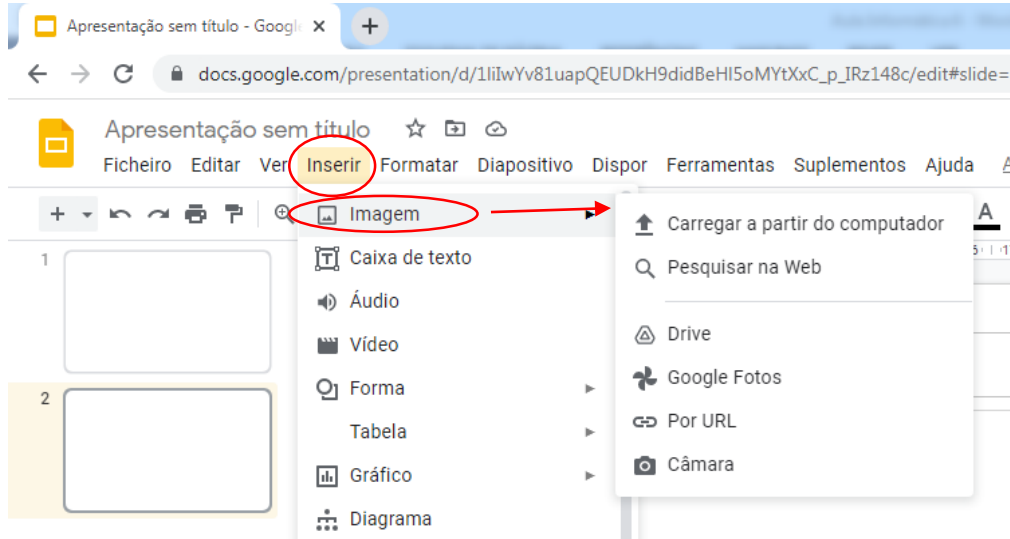 Apresentação sem título - Googl
docs.google.com/presentation/d/1liIwYv81uapQEUDkH9didBeHI5oMYtXxC_p_IRz148c/edit#slide=
Apresentação sem título
Ficheiro Editar Ver Inserir Formatar Diapositivo Dispor Ferramentas Suplementos Ajuda
Imagem
Caixa de texto
Áudio
Vídeo
Forma
Tabela
Gráfico
Diagrama
Carregar a partir do computador
Pesquisar na Web
Drive
Google Fotos
Por URL
Câmara
A
1
2